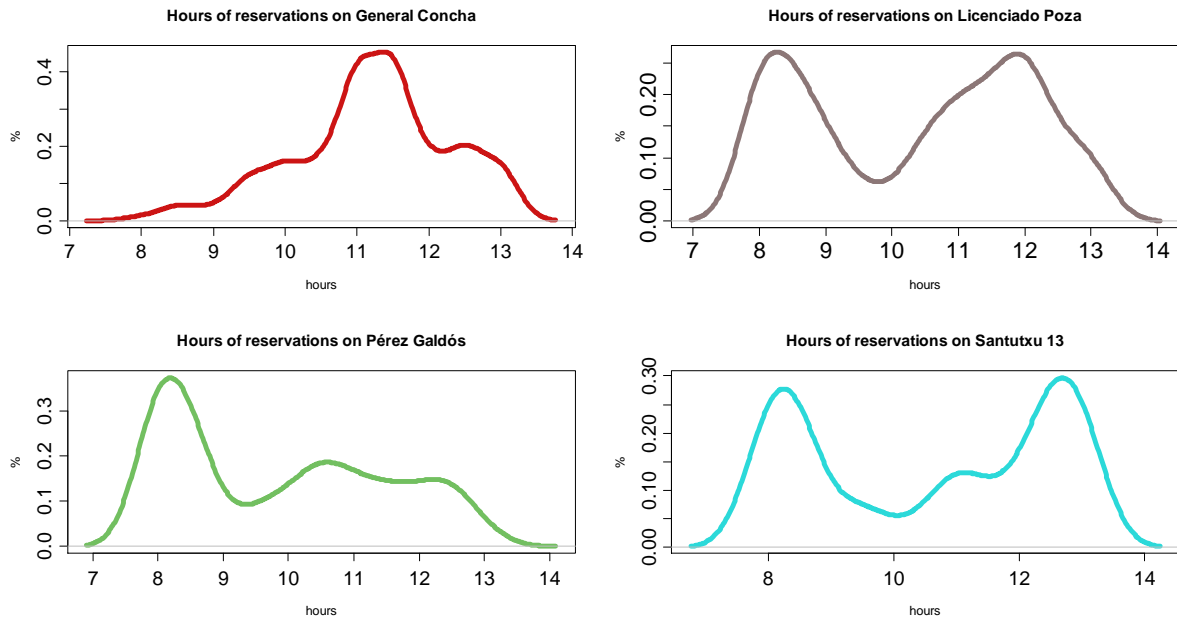 Hours of reservations on General Concha
%
0.0 0.2 0.4
7 8 9 10 11 12 13 14
hours
Hours of reservations on Licenciado Poza
%
0.00 0.10 0.20
7 8 9 10 11 12 13 14
hours
Hours of reservations on Pérez Galdós
%
0.0 0.1 0.2 0.3
7 8 9 10 11 12 13 14
hours
Hours of reservations on Santutxu 13
%
0.00 0.10 0.20 0.30
8 10 12 14
hours